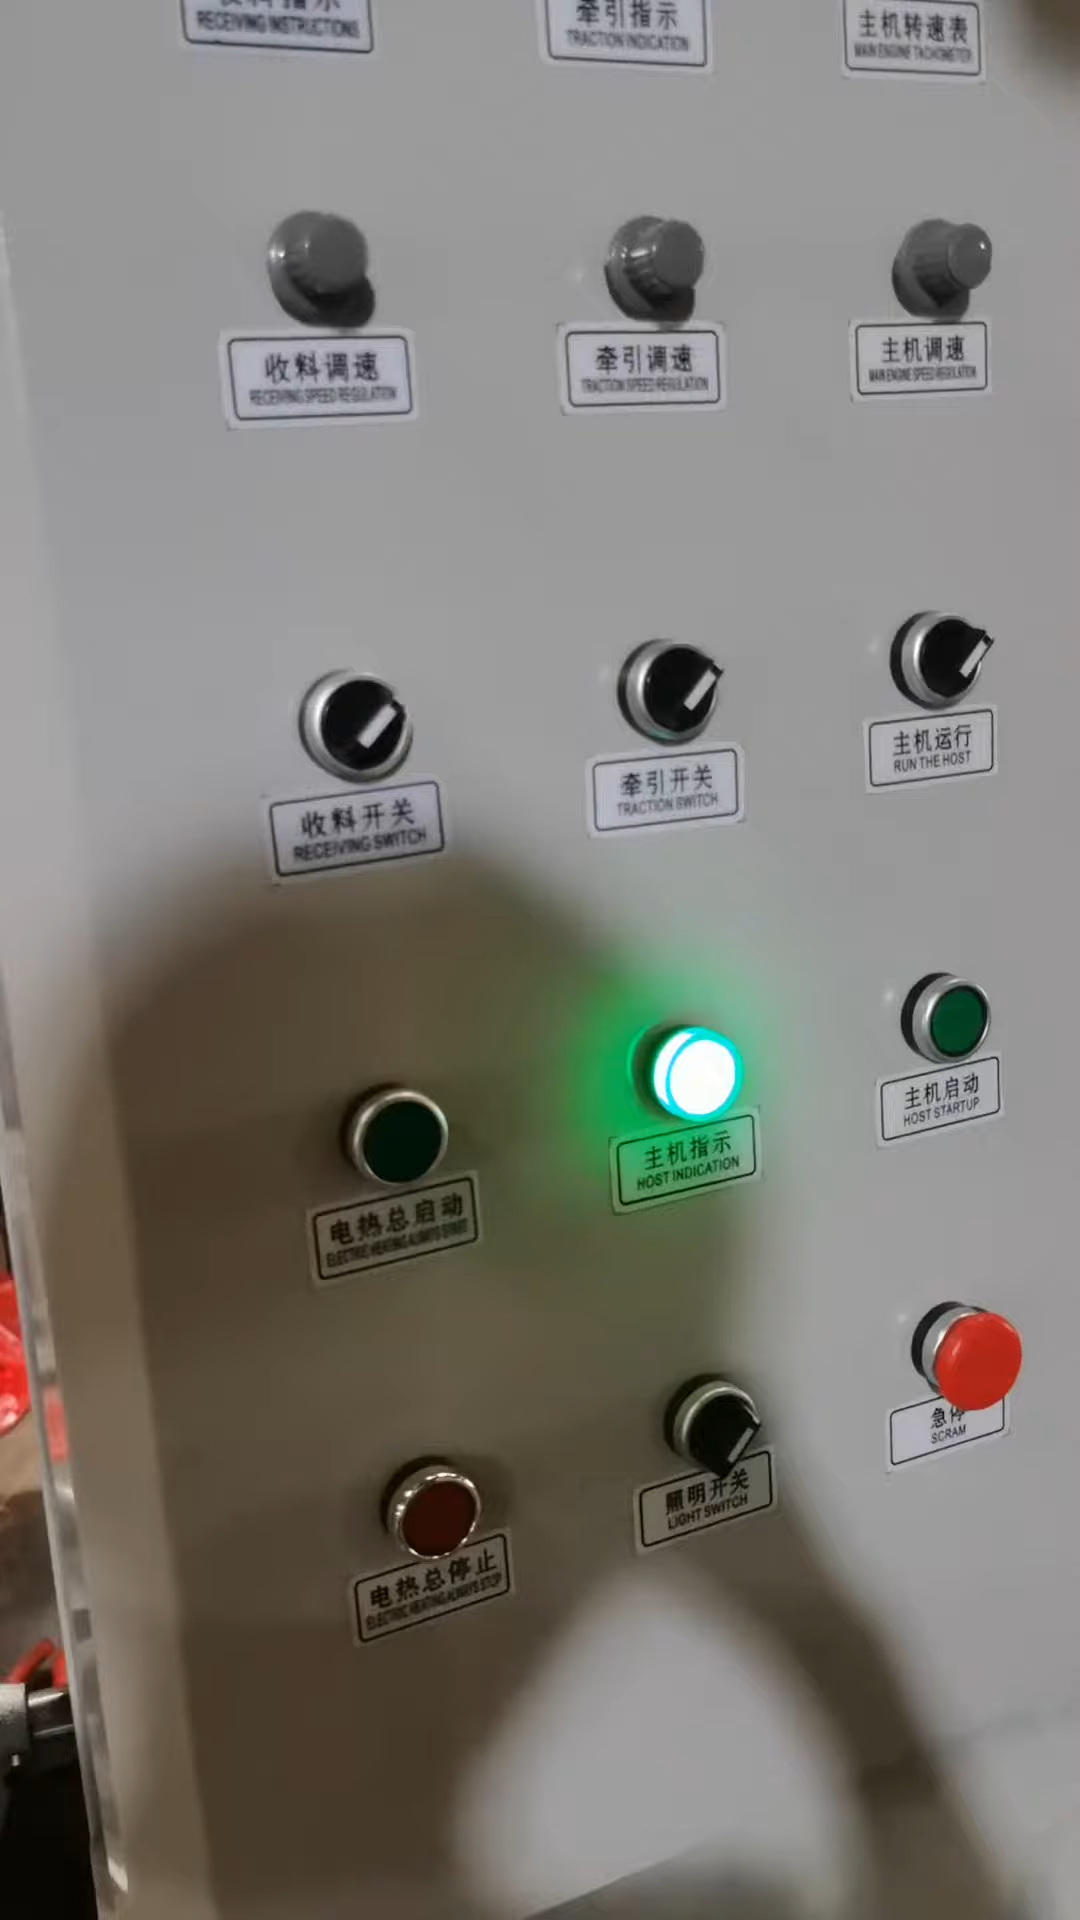 收料指示
RECEIVING INSTRUCTIONS
牵引指示
TRACTION INDICATION
主机转速表
MAIN ENGINE TACHOMETER
收料调速
RECEIVING SPEED REGULATION
牵引调速
TRACTION SPEED REGULATION
主机调速
MAIN ENGINE SPEED REGULATION
收料开关
RECEIVING SWITCH
牵引开关
TRACTION SWITCH
主机运行
RUN THE HOST
电热总启动
ELECTRIC HEATING ALWAYS START
主机指示
HOST INDICATION
主机启动
HOST STARTUP
电热总停止
ELECTRIC HEATING ALWAYS STOP
照明开关
LIGHT SWITCH
急停
SCRAM